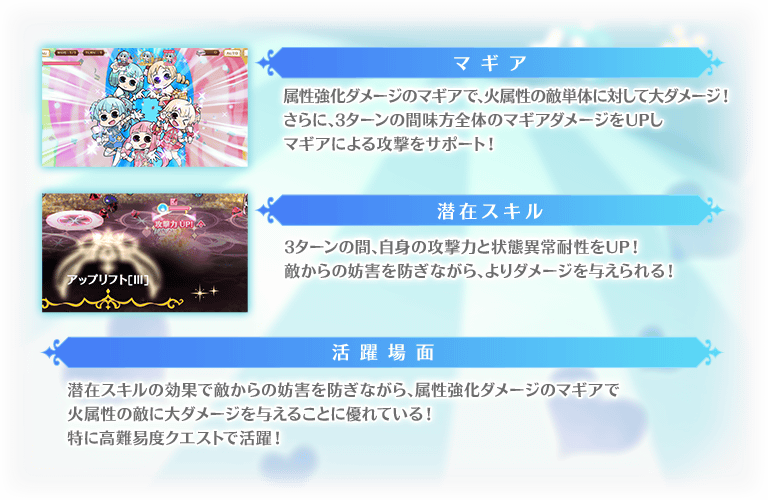 マギア
属性強化ダメージのマギアで、火属性の敵単体に対して大ダメージ！
さらに、3ターンの間味方全体のマギアダメージをUPし
マギアによる攻撃をサポート！
攻撃力UP!
アップリフト[Ⅲ]
潜在スキル
3ターンの間、自身の攻撃力と状態異常耐性をUP！
敵からの妨害を防ぎながら、よりダメージを与えられる！
活躍場面
潜在スキルの効果で敵からの妨害を防ぎながら、属性強化ダメージのマギアで
火属性の敵に大ダメージを与えることに優れている！
特に高難易度クエストで活躍！